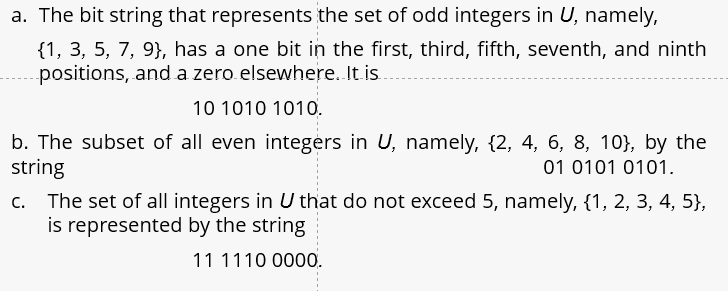 a. The bit string that represents the set of odd integers in U, namely,
{1, 3, 5, 7, 9}, has a one bit in the first, third, fifth, seventh, and ninth
positions, and a zero elsewhere. It is
10 1010 1010.
b. The subset of all even integers in U, namely, {2, 4, 6, 8, 10}, by the
string 01 0101 0101.
c. The set of all integers in U that do not exceed 5, namely, {1, 2, 3, 4, 5},
is represented by the string
11 1110 0000.